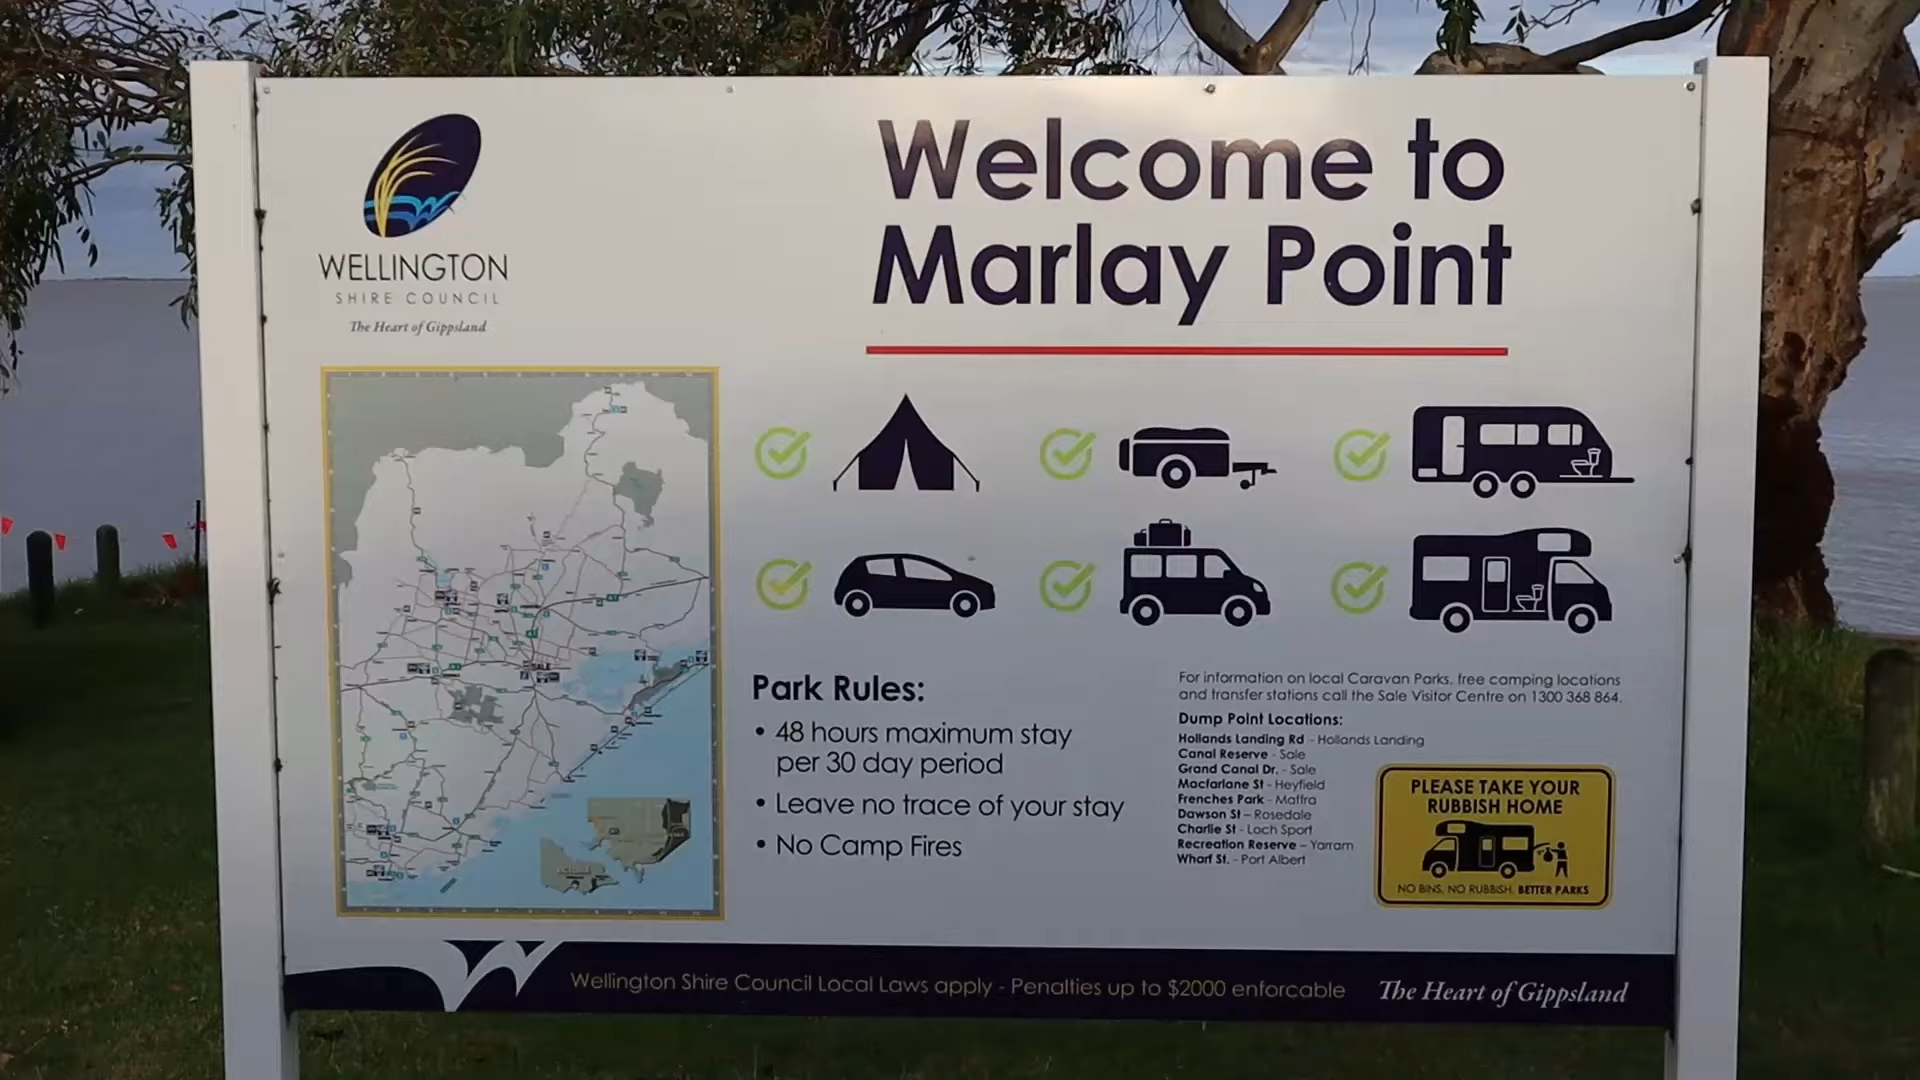 WELLINGTON
SHIRE COUNCIL
The Heart of Gippsland
Welcome to
Marlay Point
SALE
Park Rules:
• 48 hours maximum stay
per 30 day period
• Leave no trace of your stay
• No Camp Fires
For information on local Caravan Parks, free camping locations
and transfer stations call the Sale Visitor Centre on 1300 368 864.
Dump Point Locations:
Hollands Landing Rd - Hollands Landing
Canal Reserve - Sale
Grand Canal Dr. - Sale
Macfarlane St - Heyfield
Frenches Park - Maffra
Dawson St – Rosedale
Charlie St - Loch Sport
Recreation Reserve – Yarram
Wharf St. - Port Albert
PLEASE TAKE YOUR
RUBBISH HOME
NO BINS, NO RUBBISH, BETTER PARKS
Wellington Shire Council Local Laws apply - Penalties up to $2000 enforcable
The Heart of Gippsland